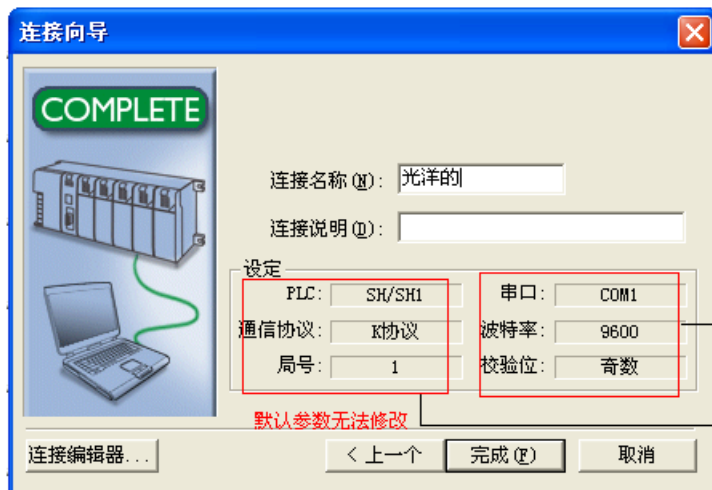 连接向导
COMPLETE
连接名称(N): 光洋的
连接说明(D):
设定
PLC: SH/SH1 串口: COM1
通信协议: K协议 波特率: 9600
局号: 1 校验位: 奇数
默认参数无法修改
连接编辑器... < 上一个 完成(F) 取消